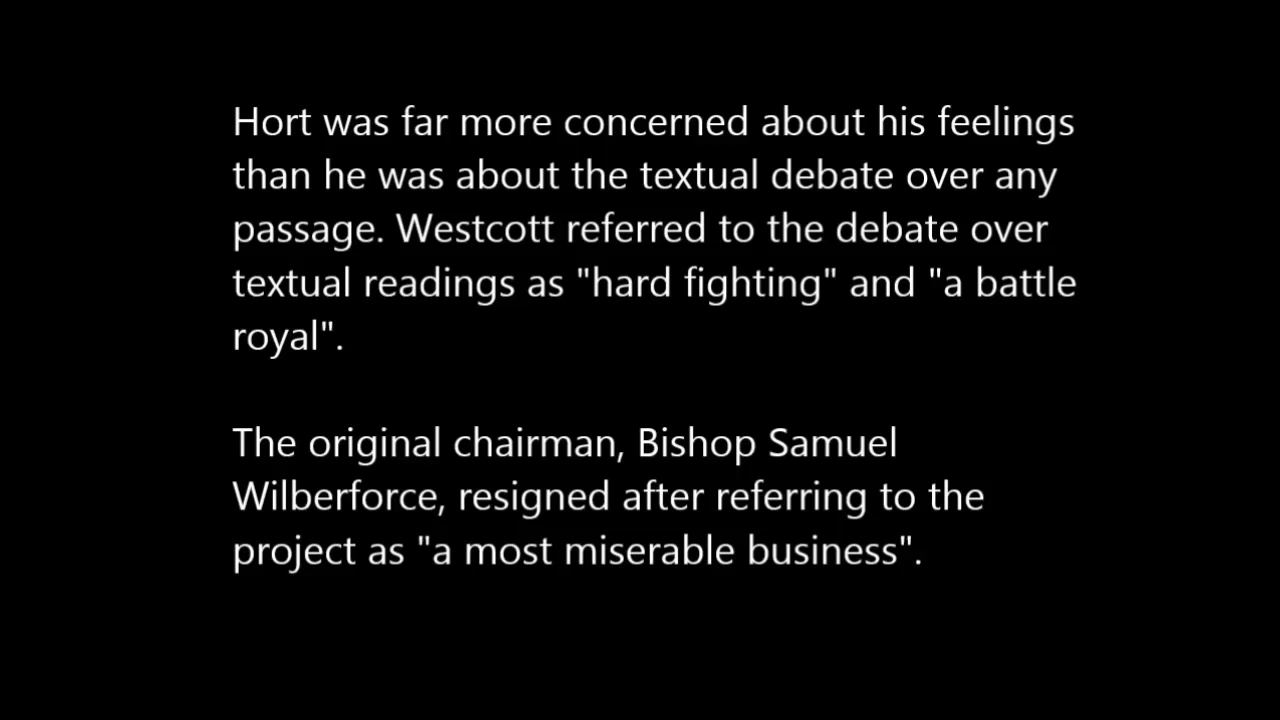 Hort was far more concerned about his feelings
than he was about the textual debate over any
passage. Westcott referred to the debate over
textual readings as "hard fighting" and "a battle
royal".
The original chairman, Bishop Samuel
Wilberforce, resigned after referring to the
project as "a most miserable business".